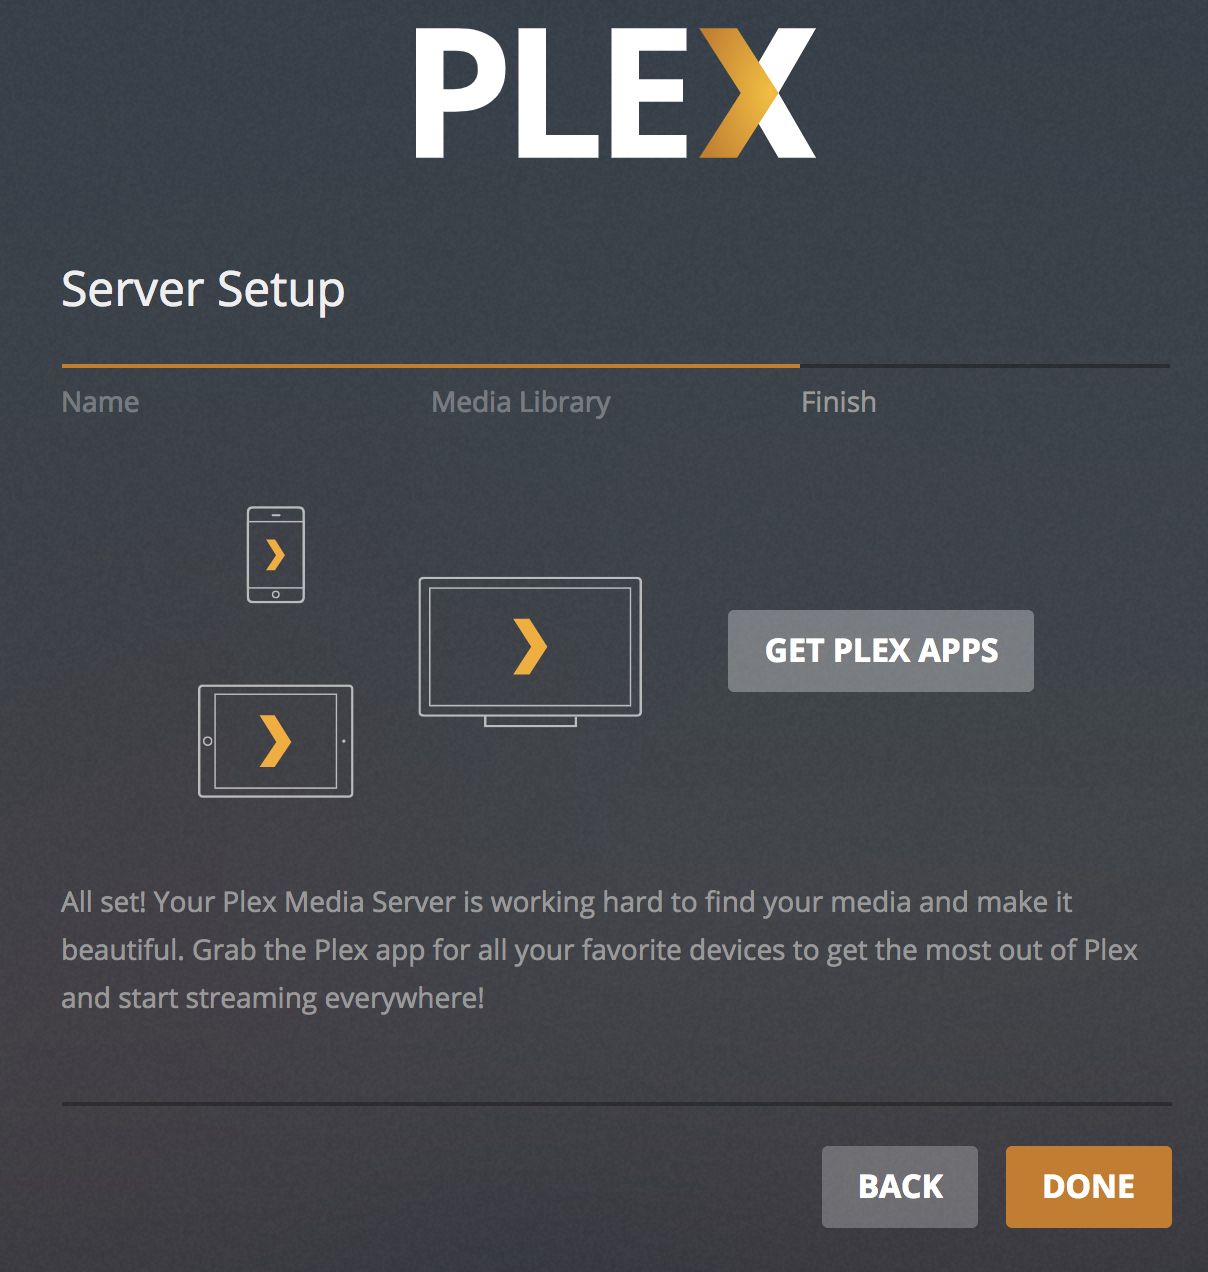 PLEX
Server Setup
Name
Media Library
Finish
GET PLEX APPS
All set! Your Plex Media Server is working hard to find your media and make it
beautiful. Grab the Plex app for all your favorite devices to get the most out of Plex
and start streaming everywhere!
BACK
DONE